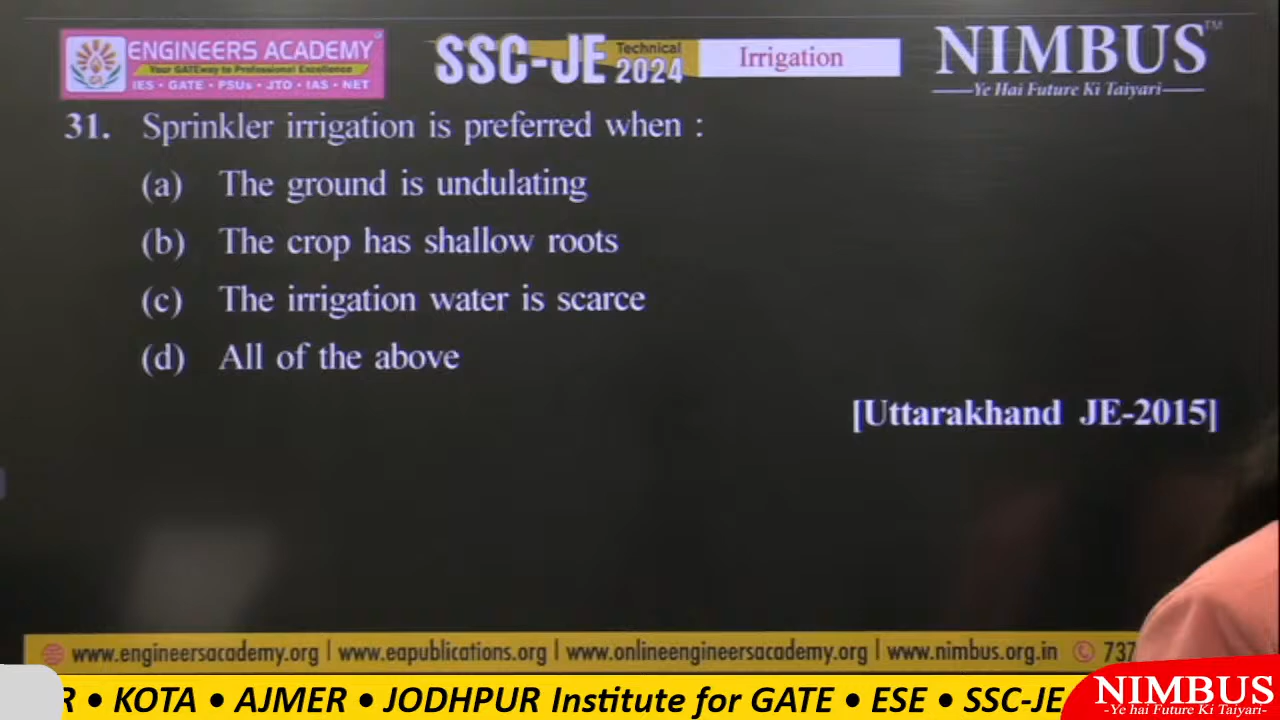 ENGINEERS ACADEMY
Your GATEway to Professional Excellence
IES • GATE • PSUs • JTO • IAS • NET
SSC-JE Technical 2024
Irrigation
NIMBUS™
Ye Hai Future Ki Taiyari
31. Sprinkler irrigation is preferred when :
(a) The ground is undulating
(b) The crop has shallow roots
(c) The irrigation water is scarce
(d) All of the above
[Uttarakhand JE-2015]
www.engineersacademy.org | www.eapublications.org | www.onlineengineersacademy.org | www.nimbus.org.in 737
R • KOTA • AJMER • JODHPUR Institute for GATE • ESE • SSC-JE
NIMBUS
-Ye hai Future Ki Taiyari-